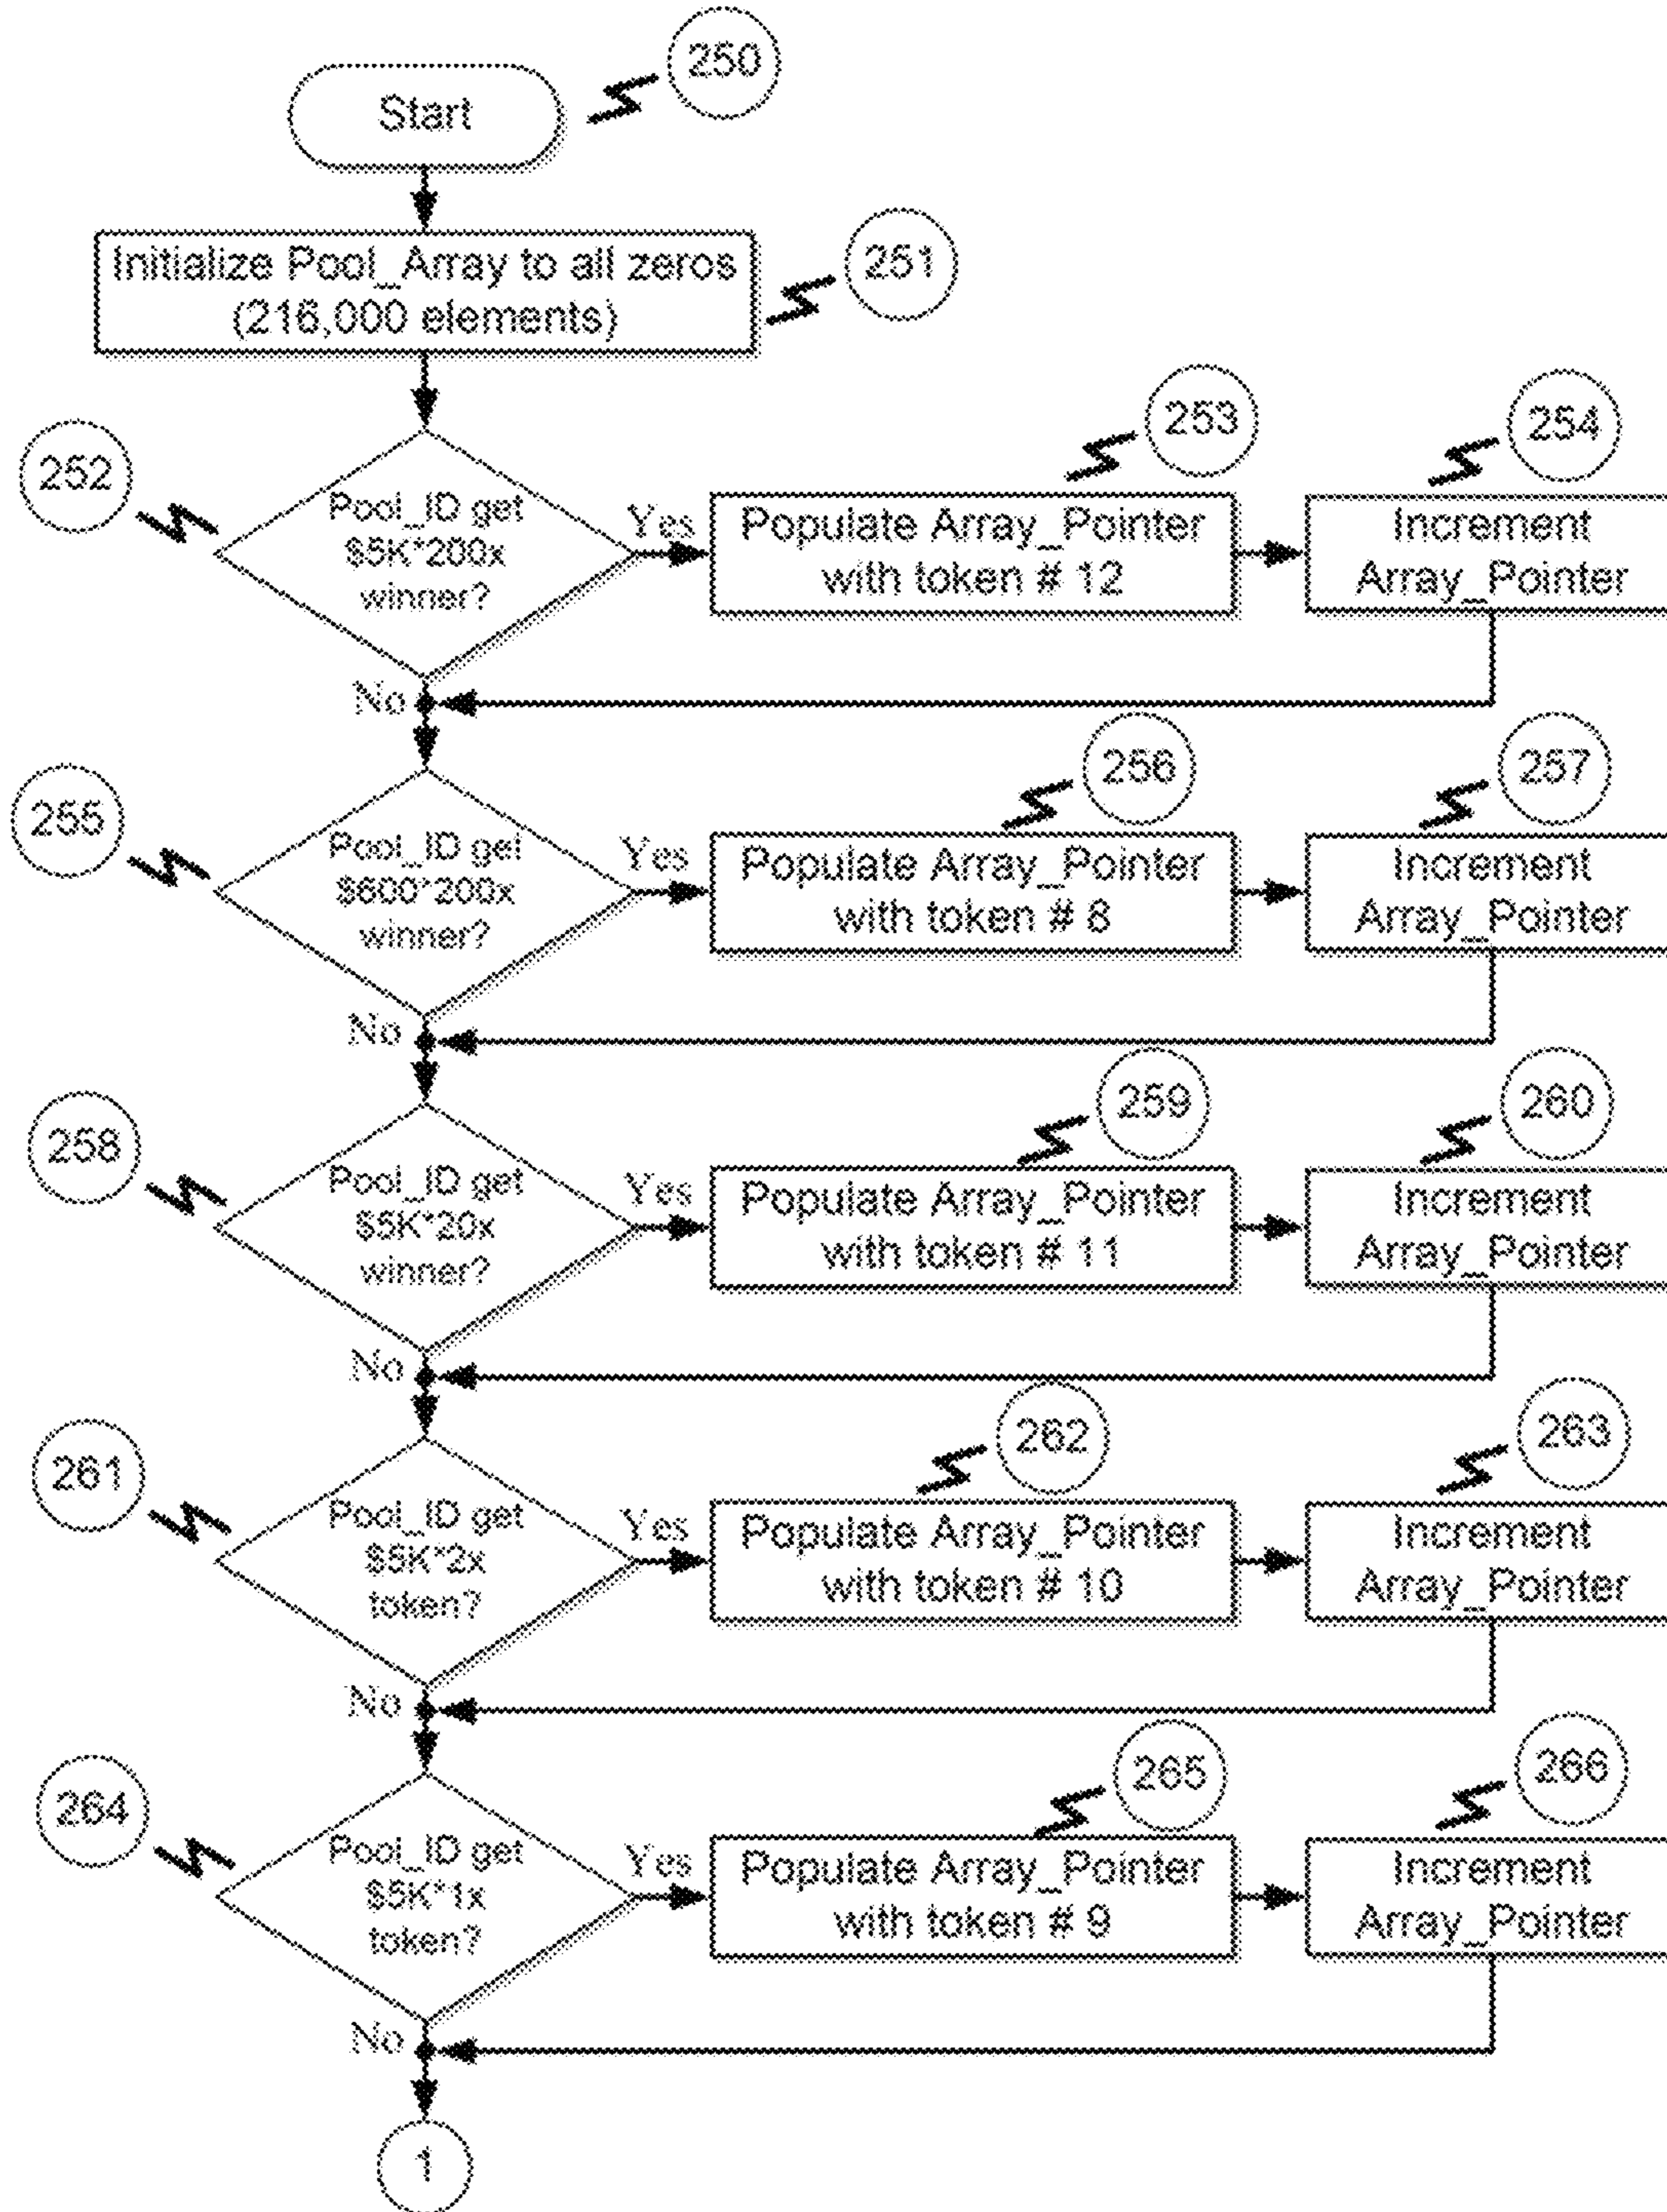 250
Start
251
Initialize Pool_Array to all zeros
(216,000 elements)
252
Pool_ID get
$5K*200x
winner?
Yes
253
Populate Array_Pointer
with token # 12
254
Increment
Array_Pointer
No
255
Pool_ID get
$600*200x
winner?
Yes
256
Populate Array_Pointer
with token # 8
257
Increment
Array_Pointer
No
258
Pool_ID get
$5K*20x
winner?
Yes
259
Populate Array_Pointer
with token # 11
260
Increment
Array_Pointer
No
261
Pool_ID get
$5K*2x
token?
Yes
262
Populate Array_Pointer
with token # 10
263
Increment
Array_Pointer
No
264
Pool_ID get
$5K*1x
token?
Yes
265
Populate Array_Pointer
with token # 9
266
Increment
Array_Pointer
No
1